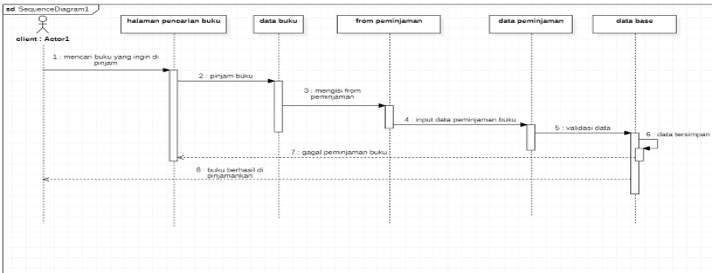 sd SequenceDiagram1
halaman pencarian buku
data buku
from peminjaman
data peminjaman
data base
client : Actor1
1 : mencari buku yang ingin di
pinjam
2 : pinjam buku
3 : mengisi from
peminjaman
4 : input data peminjaman buku
5 : validasi data
6 : data tersimpan
7 : gagal peminjaman buku
8 : buku berhasil di
pinjamankan